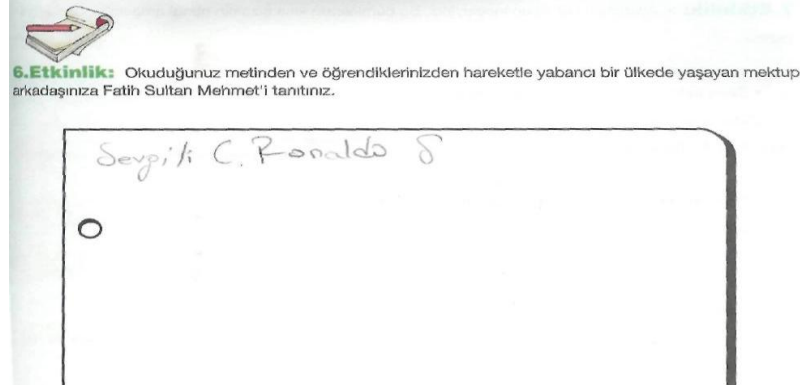 6.Etkinlik: Okuduğunuz metinden ve öğrendiklerinizden hareketle yabancı bir ülkede yaşayan mektup
arkadaşınıza Fatih Sultan Mehmet'i tanıtınız.
Sevgili C. Ronaldo